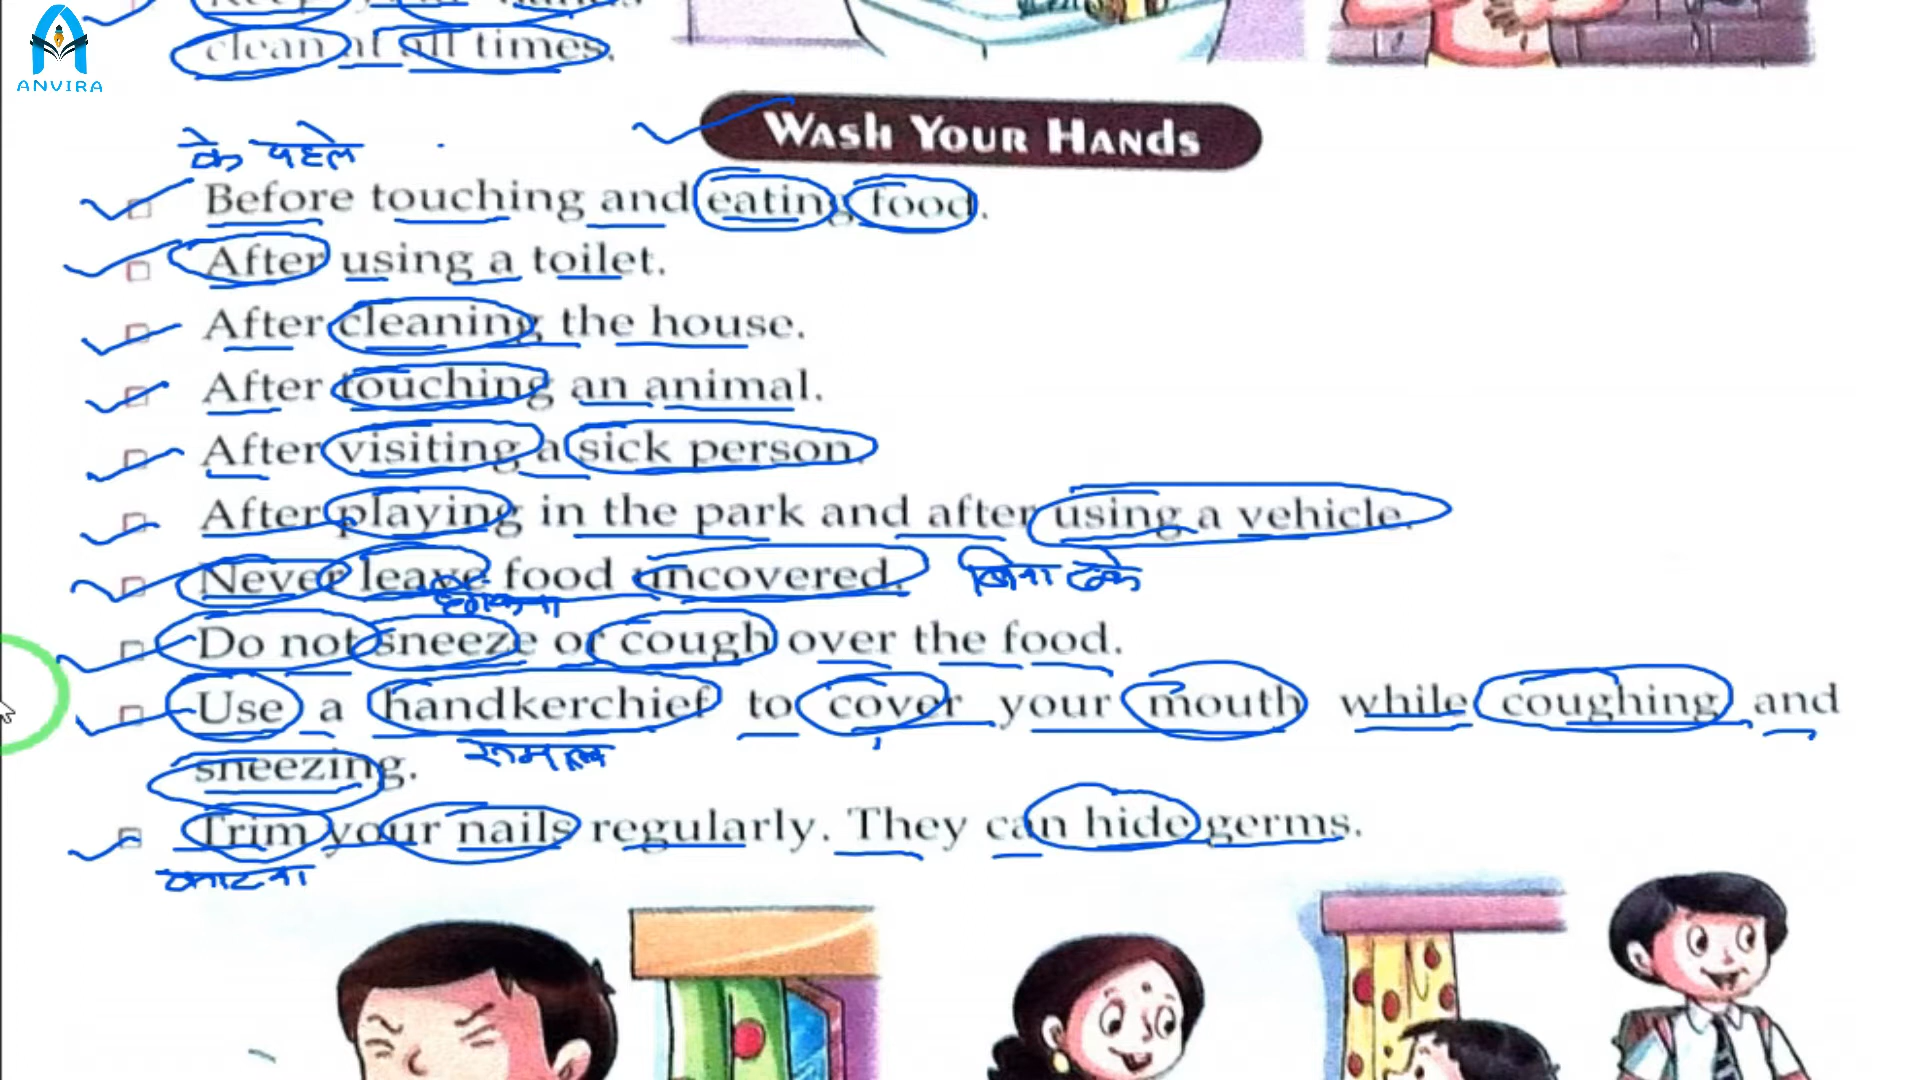 ANVIRA
clean at all times.
WASH YOUR HANDS
के पहले
Before touching and eating food.
After using a toilet.
After cleaning the house.
After touching an animal.
After visiting a sick person.
After playing in the park and after using a vehicle.
Never leave food uncovered. बिना ढके
छींकना
Do not sneeze or cough over the food.
Use a handkerchief to cover your mouth while coughing and
रुमाल
sneezing.
Trim your nails regularly. They can hide germs.
काटना